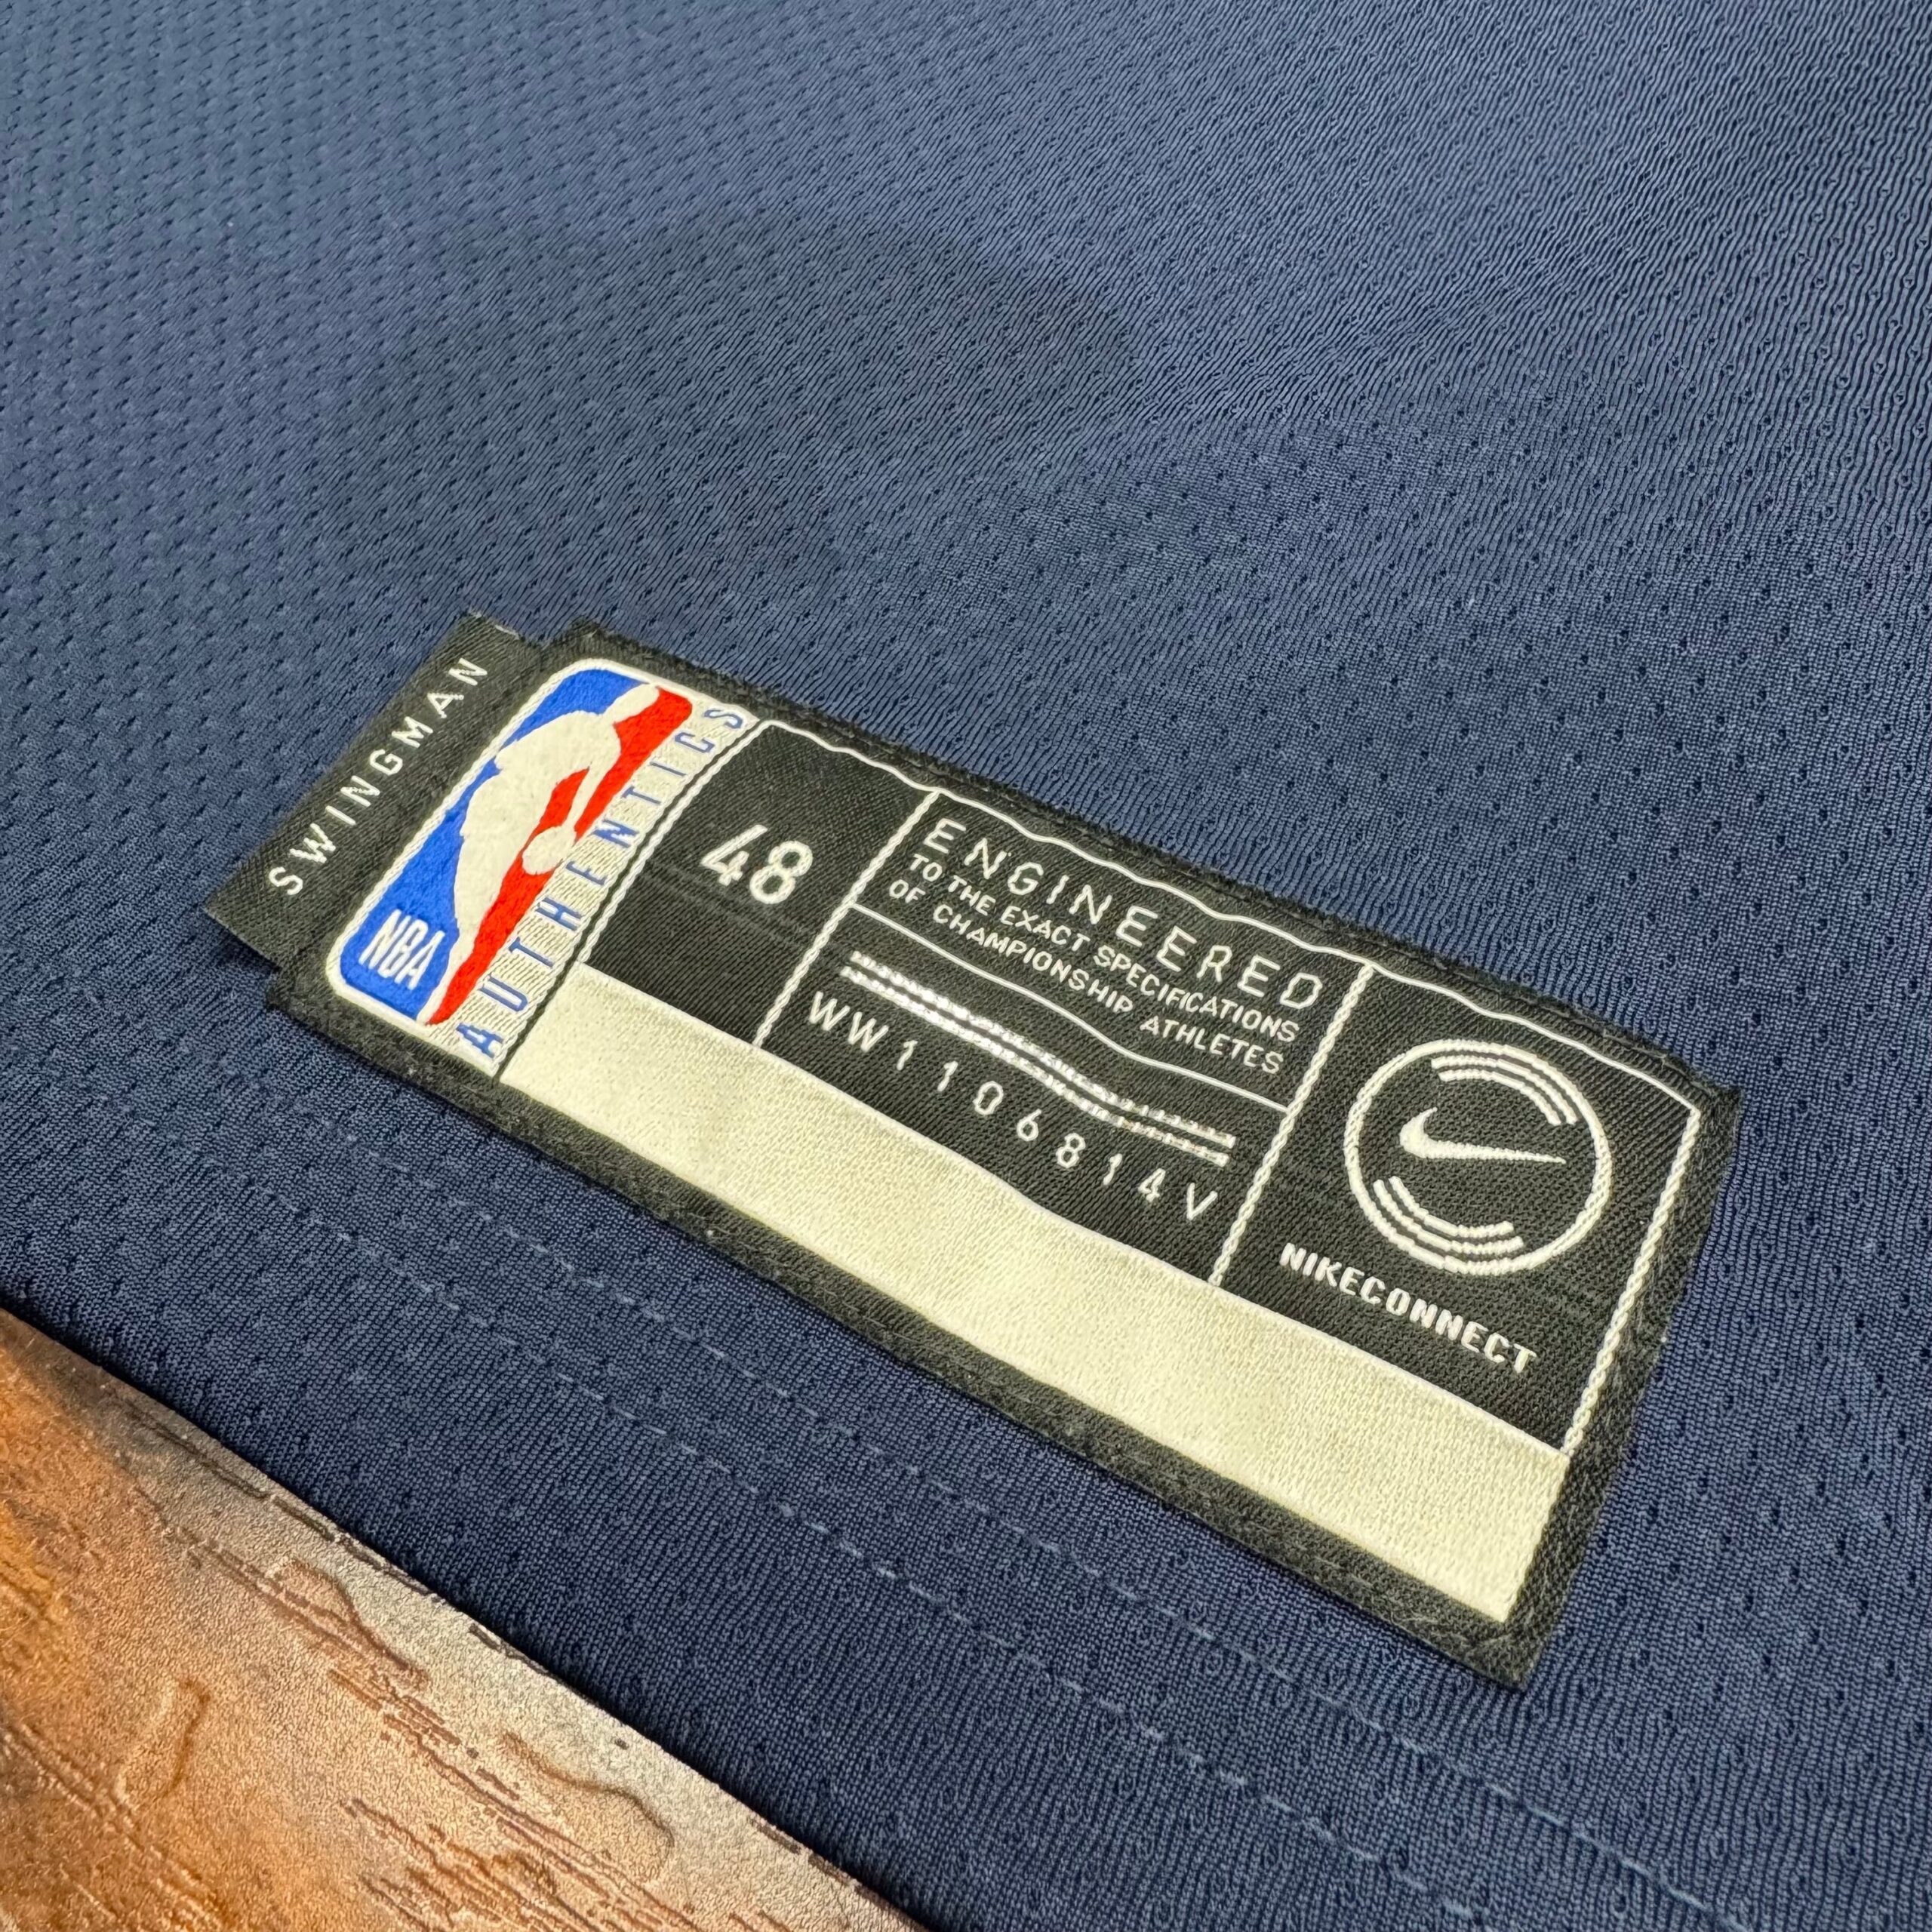 SWINGMAN
NBA
AUTHENTICS
48
ENGINEERED
TO THE EXACT SPECIFICATIONS
OF CHAMPIONSHIP ATHLETES
WW1106814V
NIKECONNECT